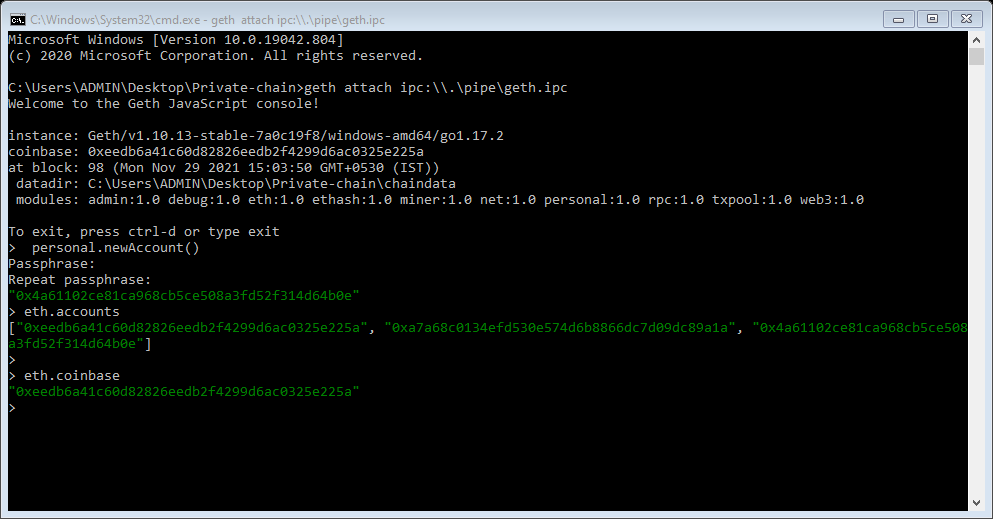 C:\Windows\System32\cmd.exe - geth  attach ipc:\\.\pipe\geth.ipc
Microsoft Windows [Version 10.0.19042.804]
(c) 2020 Microsoft Corporation. All rights reserved.
C:\Users\ADMIN\Desktop\Private-chain>geth attach ipc:\\.\pipe\geth.ipc
Welcome to the Geth JavaScript console!
instance: Geth/v1.10.13-stable-7a0c19f8/windows-amd64/go1.17.2
coinbase: 0xeedb6a41c60d82826eedb2f4299d6ac0325e225a
at block: 98 (Mon Nov 29 2021 15:03:50 GMT+0530 (IST))
 datadir: C:\Users\ADMIN\Desktop\Private-chain\chaindata
 modules: admin:1.0 debug:1.0 eth:1.0 ethash:1.0 miner:1.0 net:1.0 personal:1.0 rpc:1.0 txpool:1.0 web3:1.0
To exit, press ctrl-d or type exit
>  personal.newAccount()
Passphrase:
Repeat passphrase:
"0x4a61102ce81ca968cb5ce508a3fd52f314d64b0e"
> eth.accounts
["0xeedb6a41c60d82826eedb2f4299d6ac0325e225a", "0xa7a68c0134efd530e574d6b8866dc7d09dc89a1a", "0x4a61102ce81ca968cb5ce508
a3fd52f314d64b0e"]
>
> eth.coinbase
"0xeedb6a41c60d82826eedb2f4299d6ac0325e225a"
>